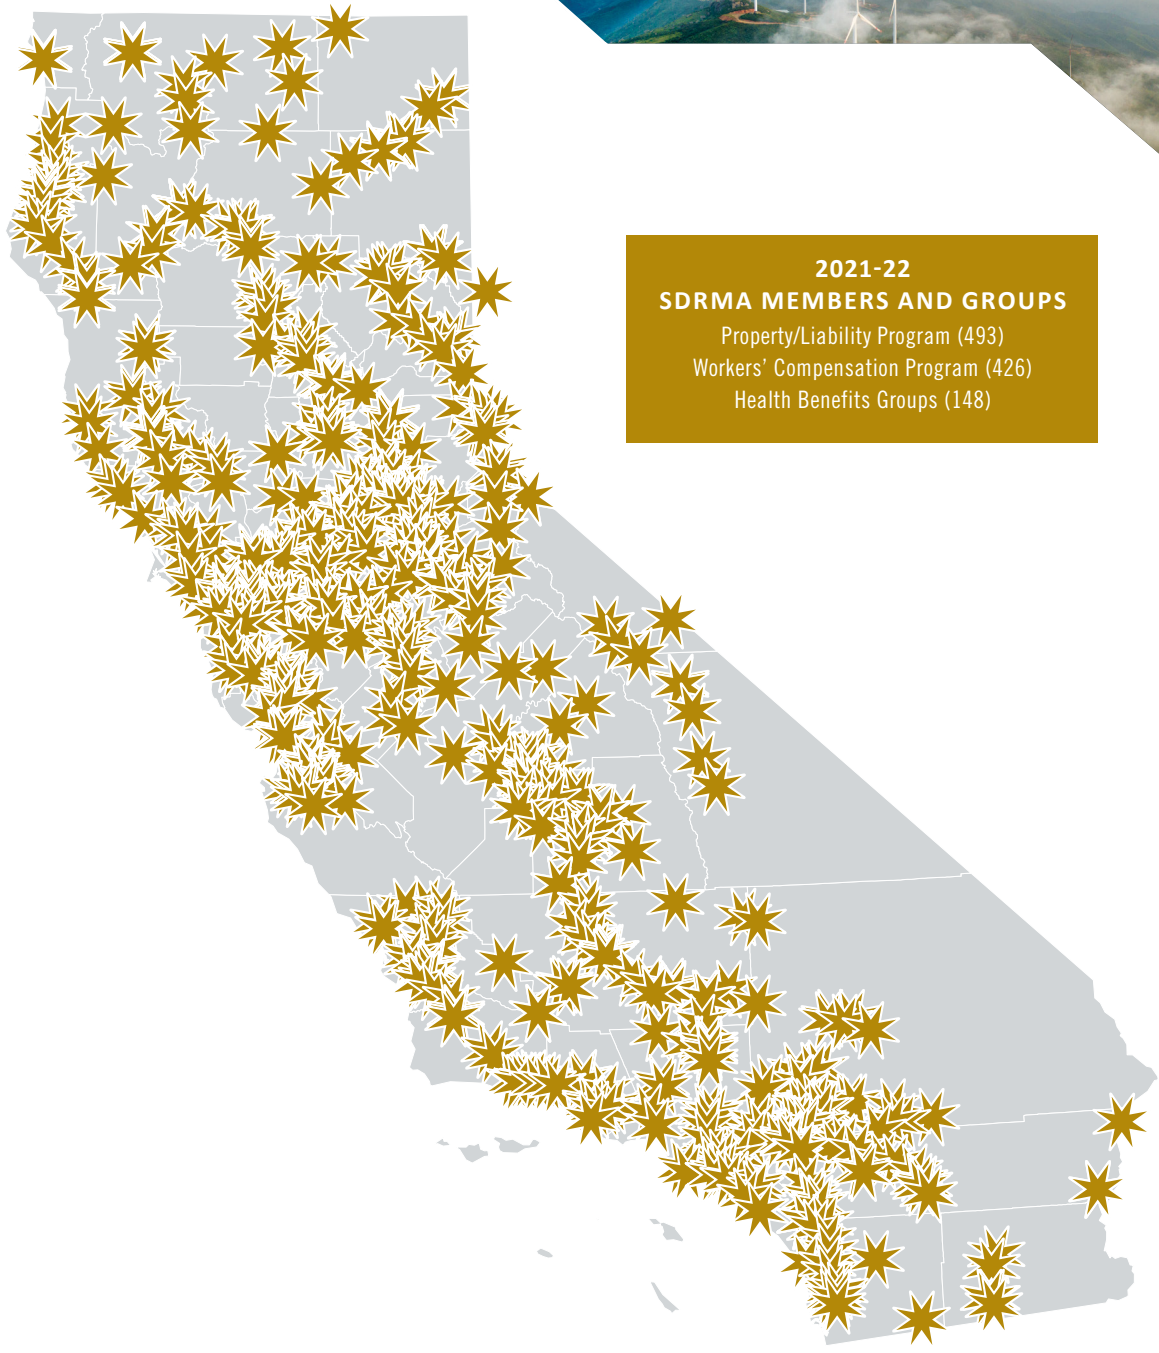 2021-22
SDRMA MEMBERS AND GROUPS
Property/Liability Program (493)
Workers' Compensation Program (426)
Health Benefits Groups (148)